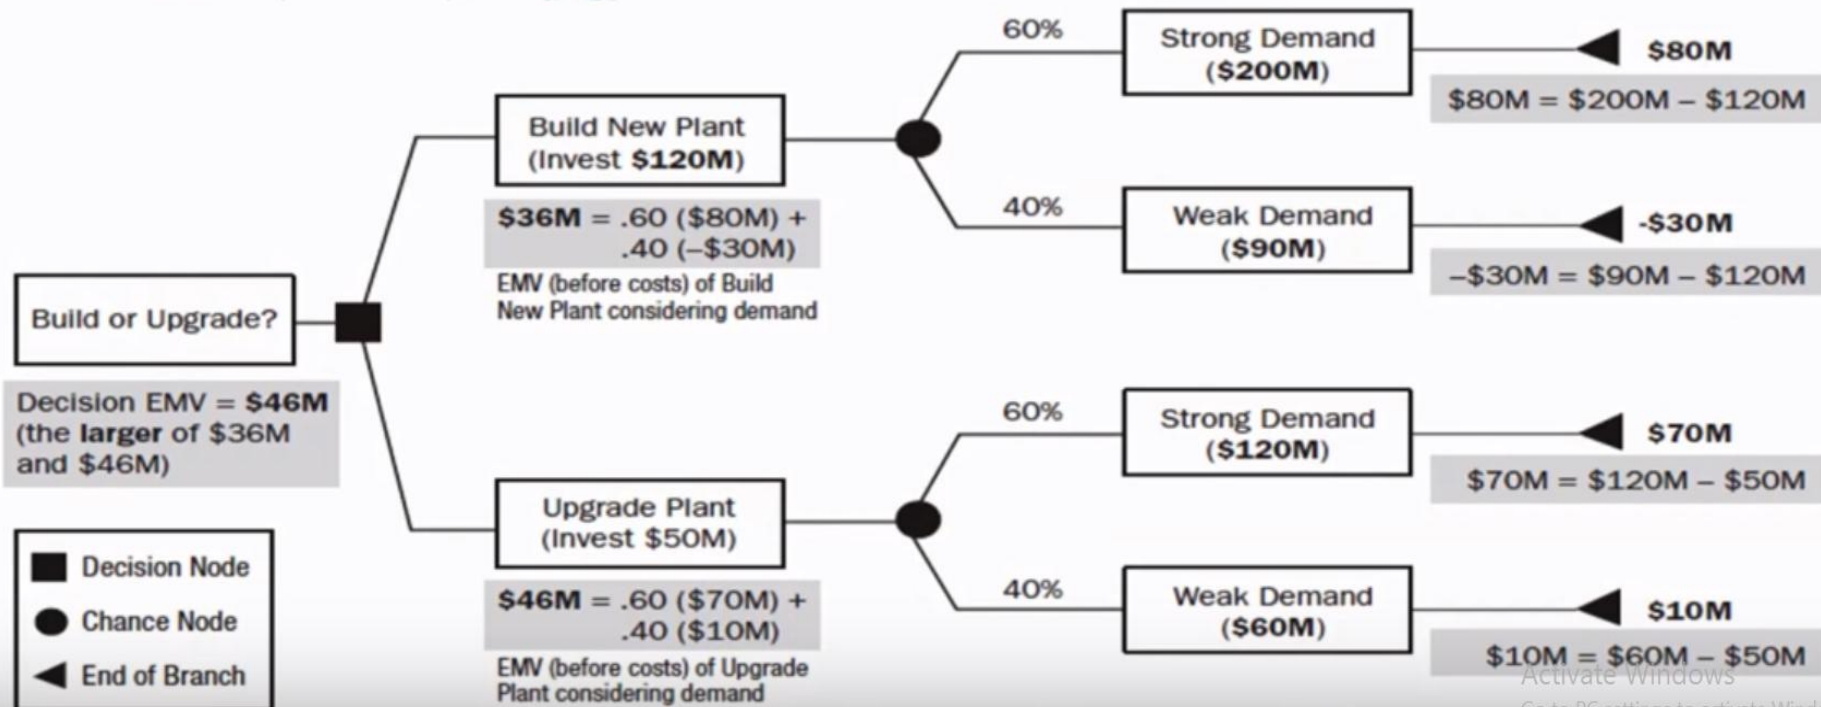 60%
Strong Demand
($200M)
$80M
$80M = $200M – $120M
Build New Plant
(Invest $120M)
40%
Weak Demand
($90M)
-$30M
–$30M = $90M – $120M
$36M = .60 ($80M) +
.40 (–$30M)
EMV (before costs) of Build
New Plant considering demand
Build or Upgrade?
Decision EMV = $46M
(the larger of $36M
and $46M)
60%
Strong Demand
($120M)
$70M
$70M = $120M – $50M
Upgrade Plant
(Invest $50M)
40%
Weak Demand
($60M)
$10M
$10M = $60M – $50M
$46M = .60 ($70M) +
.40 ($10M)
EMV (before costs) of Upgrade
Plant considering demand
Decision Node
Chance Node
End of Branch
Activate Windows